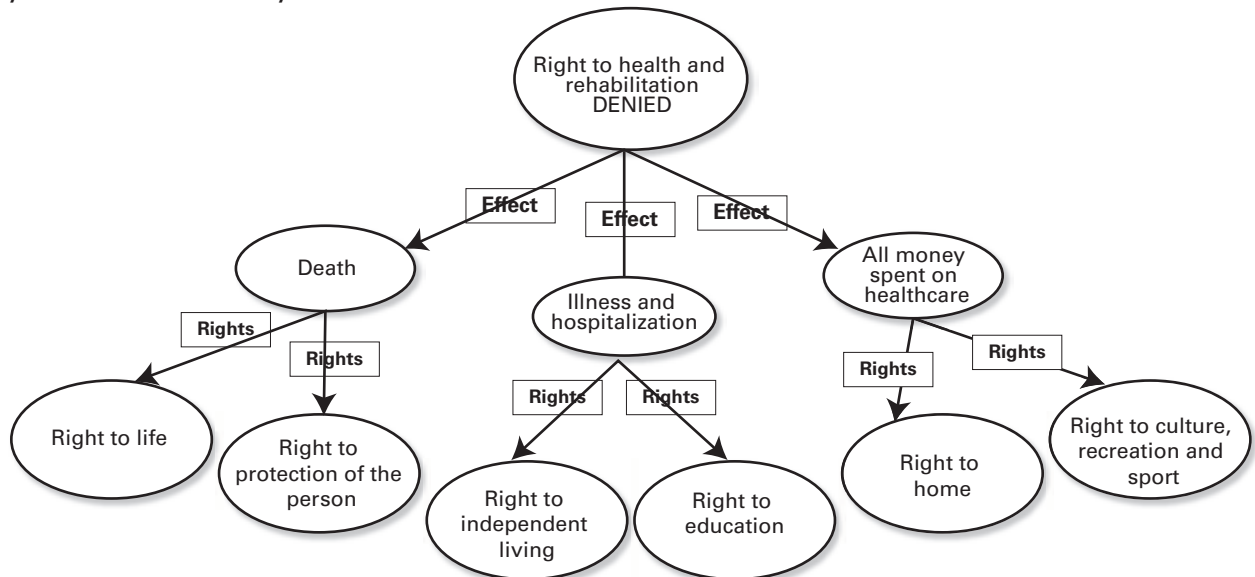 Right to health and
rehabilitation
DENIED
Effect
Effect
Effect
Death
Illness and
hospitalization
All money
spent on
healthcare
Rights
Rights
Rights
Rights
Rights
Rights
Right to life
Right to
protection of the
person
Right to
independent
living
Right to
education
Right to
home
Right to culture,
recreation and
sport